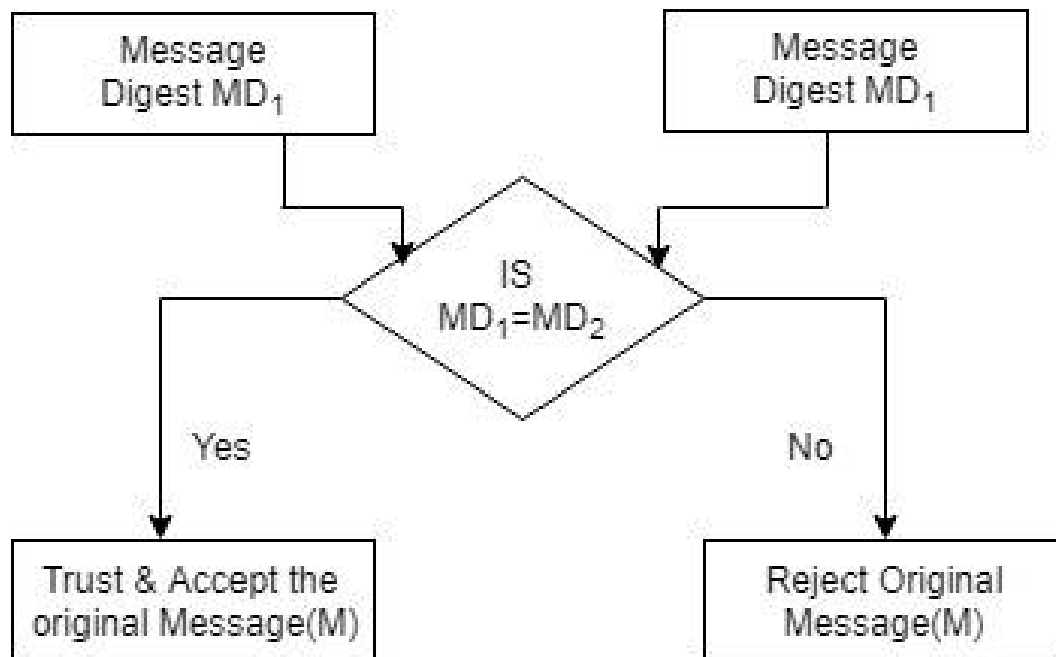 Message
Digest MD₁
Message
Digest MD₁
IS
MD₁=MD₂
Yes
No
Trust & Accept the
original Message(M)
Reject Original
Message(M)